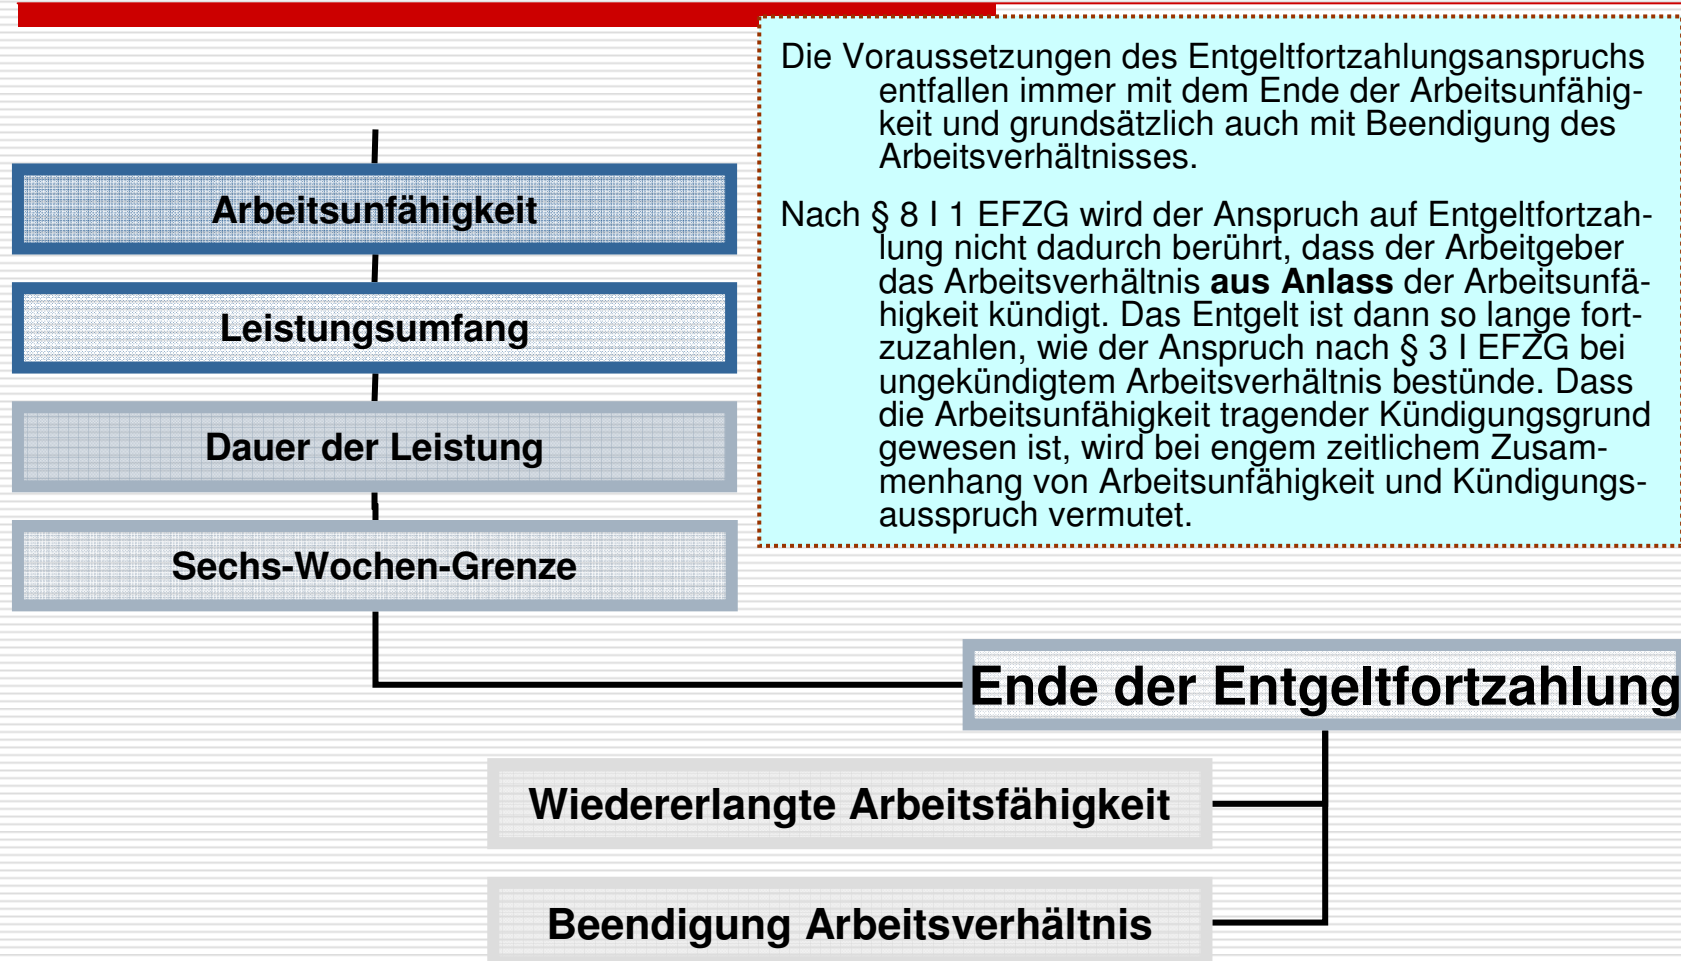 Die Voraussetzungen des Entgeltfortzahlungsanspruchs
entfallen immer mit dem Ende der Arbeitsunfähig-
keit und grundsätzlich auch mit Beendigung des
Arbeitsverhältnisses.
Nach § 8 I 1 EFZG wird der Anspruch auf Entgeltfortzah-
lung nicht dadurch berührt, dass der Arbeitgeber
das Arbeitsverhältnis aus Anlass der Arbeitsunfä-
higkeit kündigt. Das Entgelt ist dann so lange fort-
zuzahlen, wie der Anspruch nach § 3 I EFZG bei
ungekündigtem Arbeitsverhältnis bestünde. Dass
die Arbeitsunfähigkeit tragender Kündigungsgrund
gewesen ist, wird bei engem zeitlichem Zusam-
menhang von Arbeitsunfähigkeit und Kündigungs-
ausspruch vermutet.
Arbeitsunfähigkeit
Leistungsumfang
Dauer der Leistung
Sechs-Wochen-Grenze
Ende der Entgeltfortzahlung
Wiedererlangte Arbeitsfähigkeit
Beendigung Arbeitsverhältnis